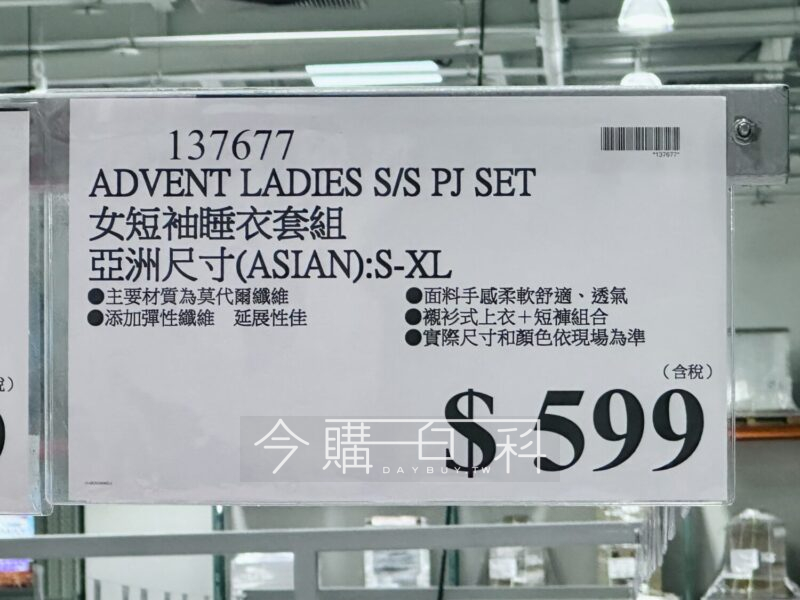 137677
*137677*
ADVENT LADIES S/S PJ SET
女短袖睡衣套組
亞洲尺寸(ASIAN):S-XL
●主要材質為莫代爾纖維
●添加彈性纖維 延展性佳
●面料手感柔軟舒適、透氣
●襯衫式上衣＋短褲組合
●實際尺寸和顏色依現場為準
(含稅)
$ 599
今購百科
DAYBUY.TW